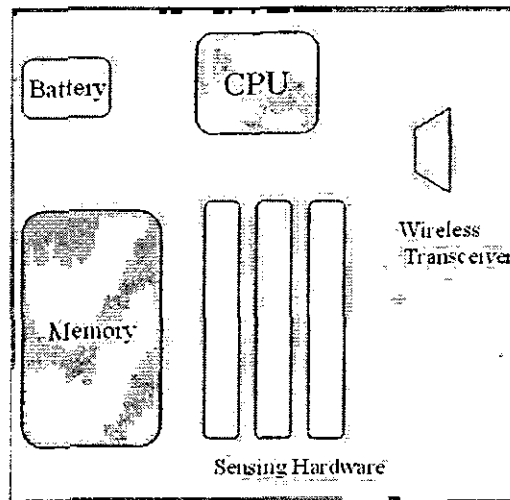 Battery
CPU
Wireless
Transceiver
Memory
Sensing Hardware